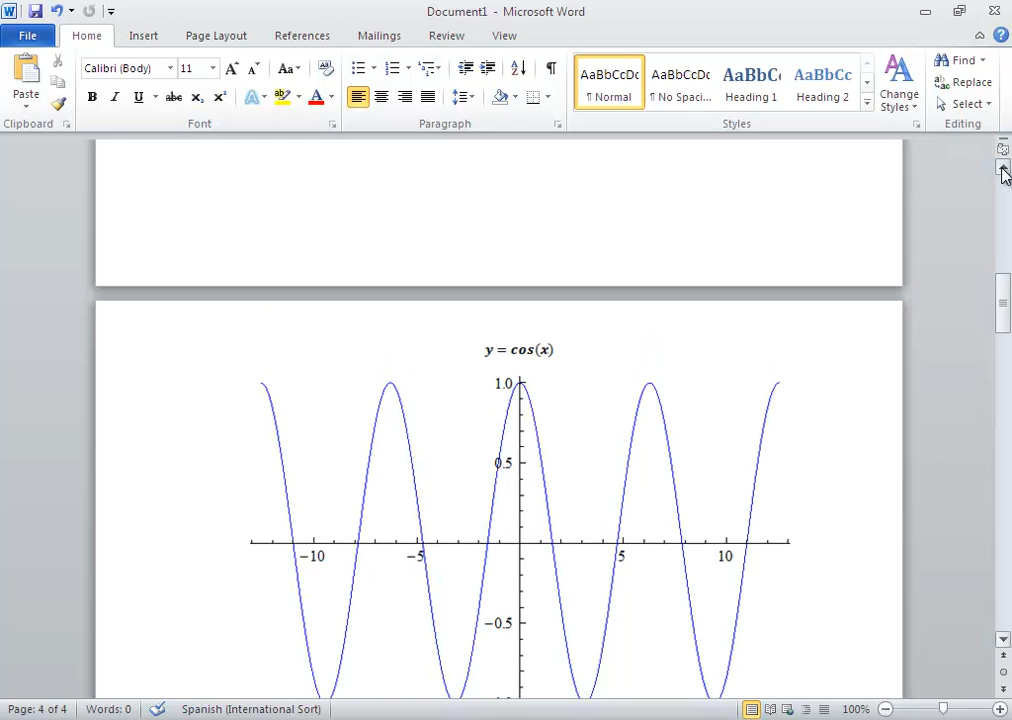 Document1 - Microsoft Word
File Home Insert Page Layout References Mailings Review View
Paste
Calibri (Body) 11
Aa
B I U abc x₂ x²
A ab A
AaBbCcDc AaBbCcDc AaBbC AaBbCc
¶ Normal ¶ No Spaci... Heading 1 Heading 2
Change Styles
Find
Replace
Select
Clipboard Font Paragraph Styles Editing
y = cos(x)
1.0
0.5
−10 −5 5 10
−0.5
Page: 4 of 4 Words: 0 Spanish (International Sort) 100%